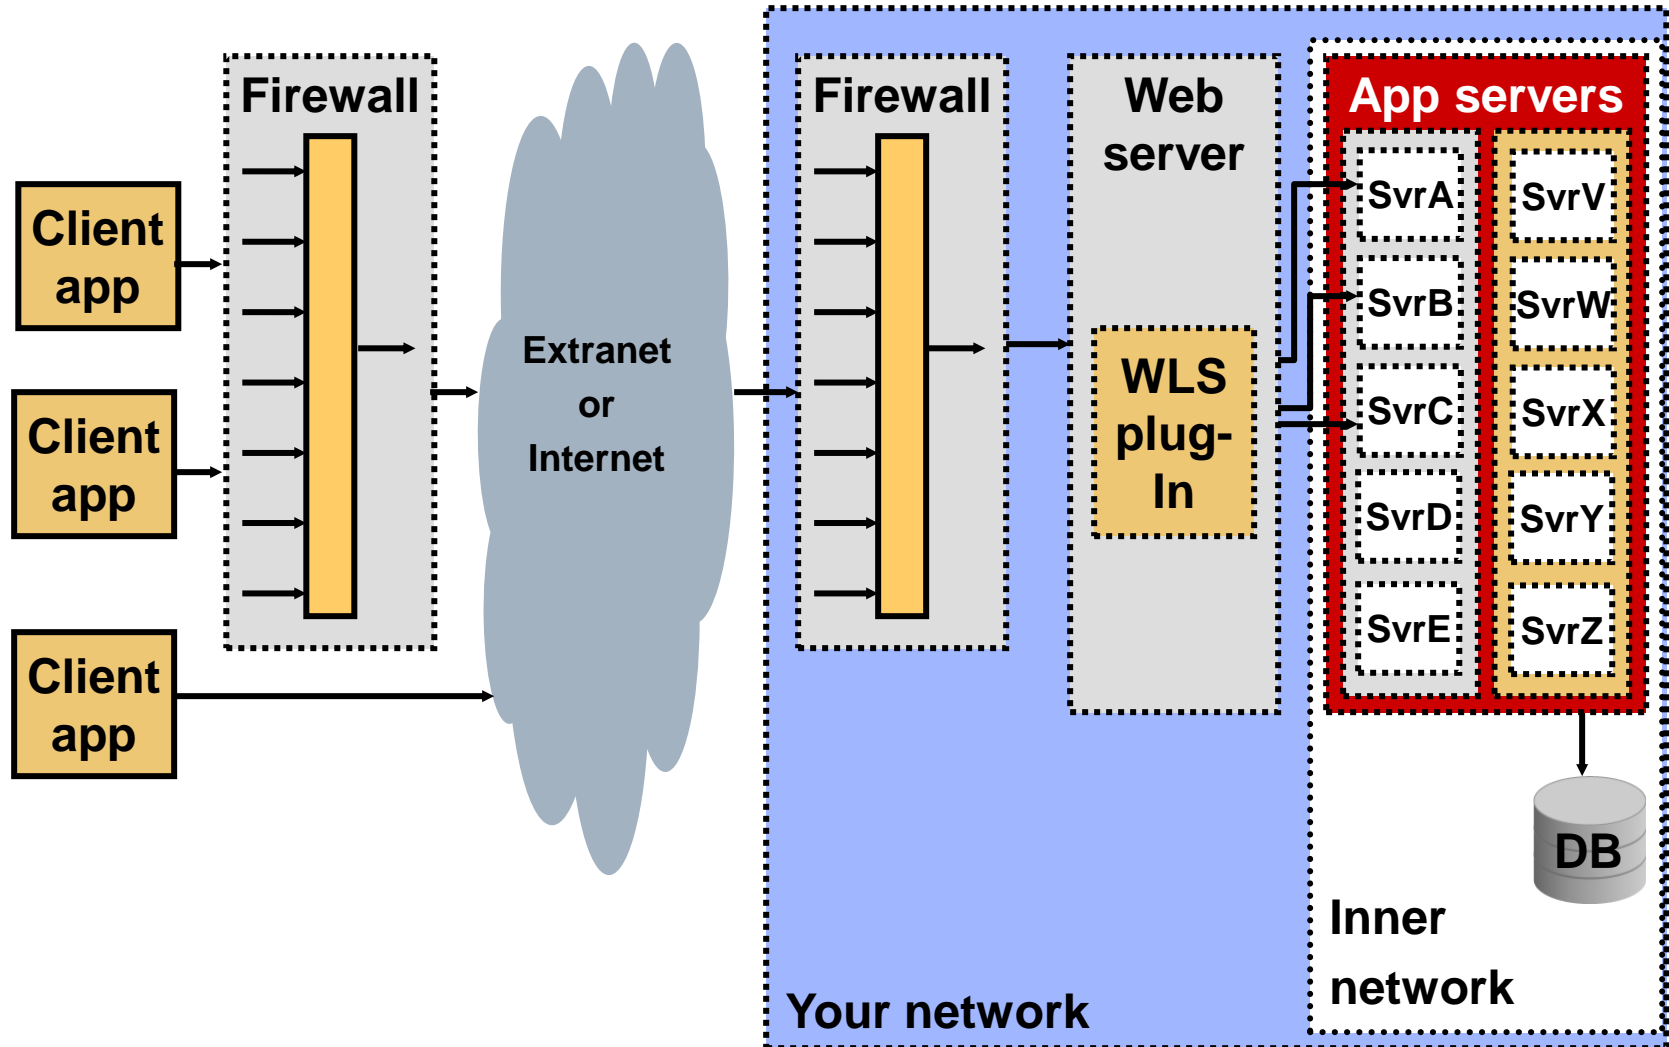 Client
app
Client
app
Client
app
Firewall
Extranet
or
Internet
Firewall
Web
server
WLS
plug-
In
App servers
SvrA
SvrB
SvrC
SvrD
SvrE
SvrV
SvrW
SvrX
SvrY
SvrZ
DB
Inner
network
Your network